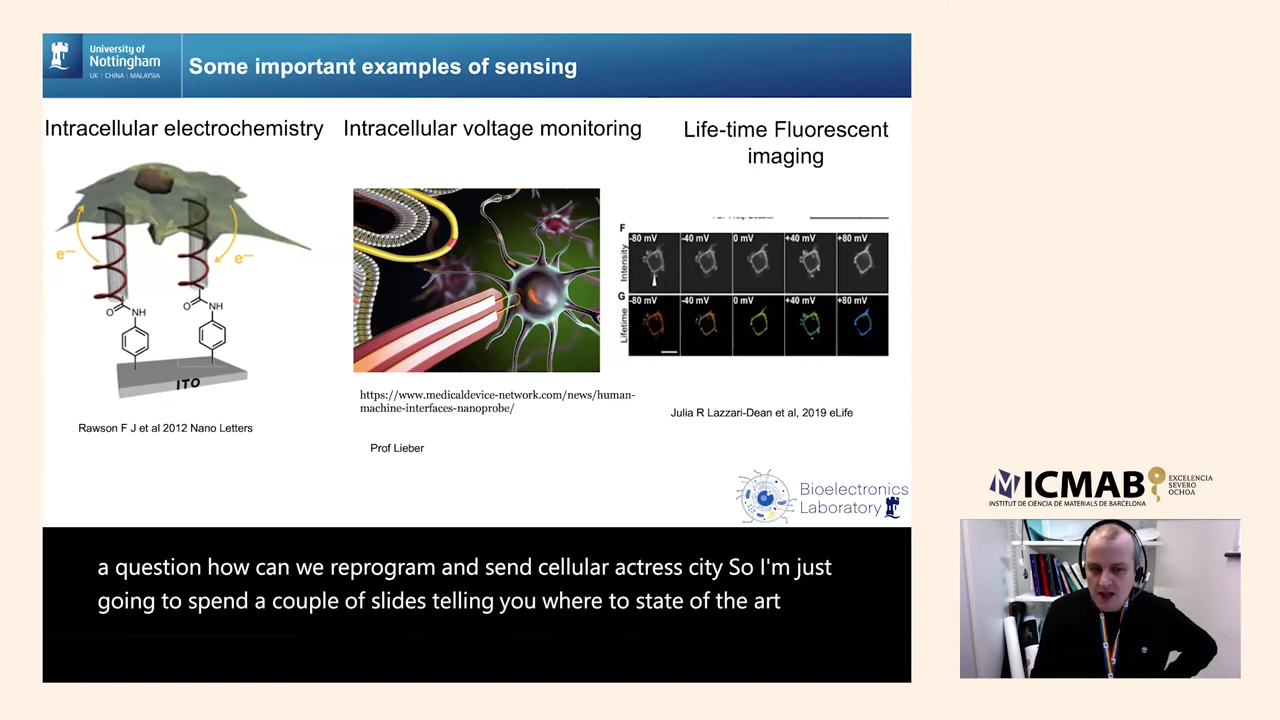 University of
Nottingham
UK | CHINA | MALAYSIA
Some important examples of sensing
Intracellular electrochemistry
e−
e−
O
NH
O
NH
ITO
Rawson F J et al 2012 Nano Letters
Intracellular voltage monitoring
https://www.medicaldevice-network.com/news/human-
machine-interfaces-nanoprobe/
Prof Lieber
Life-time Fluorescent
imaging
F
Intensity
-80 mV
-40 mV
0 mV
+40 mV
+80 mV
G
Lifetime
-80 mV
-40 mV
0 mV
+40 mV
+80 mV
Julia R Lazzari-Dean et al, 2019 eLife
Bioelectronics
Laboratory
a question how can we reprogram and send cellular actress city So I'm just
going to spend a couple of slides telling you where to state of the art
ICMAB
EXCELENCIA
SEVERO
OCHOA
INSTITUT DE CIÈNCIA DE MATERIALS DE BARCELONA